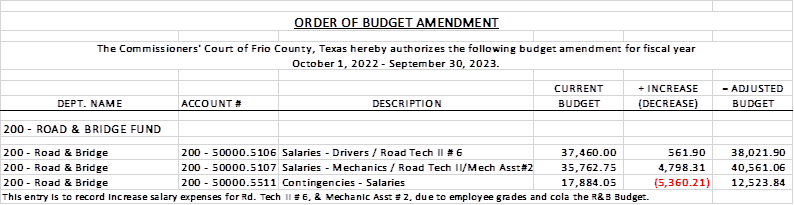 ORDER OF BUDGET AMENDMENT
The Commissioners' Court of Frio County, Texas hereby authorizes the following budget amendment for fiscal year
October 1, 2022 - September 30, 2023.
CURRENT + INCREASE = ADJUSTED
DEPT. NAME ACCOUNT # DESCRIPTION BUDGET (DECREASE) BUDGET
200 - ROAD & BRIDGE FUND
200 - Road & Bridge 200 - 50000.5106 Salaries - Drivers / Road Tech II # 6 37,460.00 561.90 38,021.90
200 - Road & Bridge 200 - 50000.5107 Salaries - Mechanics / Road Tech II/Mech Asst#2 35,762.75 4,798.31 40,561.06
200 - Road & Bridge 200 - 50000.5511 Contingencies - Salaries 17,884.05 (5,360.21) 12,523.84
This entry is to record increase salary expenses for Rd. Tech II # 6, & Mechanic Asst # 2, due to employee grades and cola the R&B Budget.